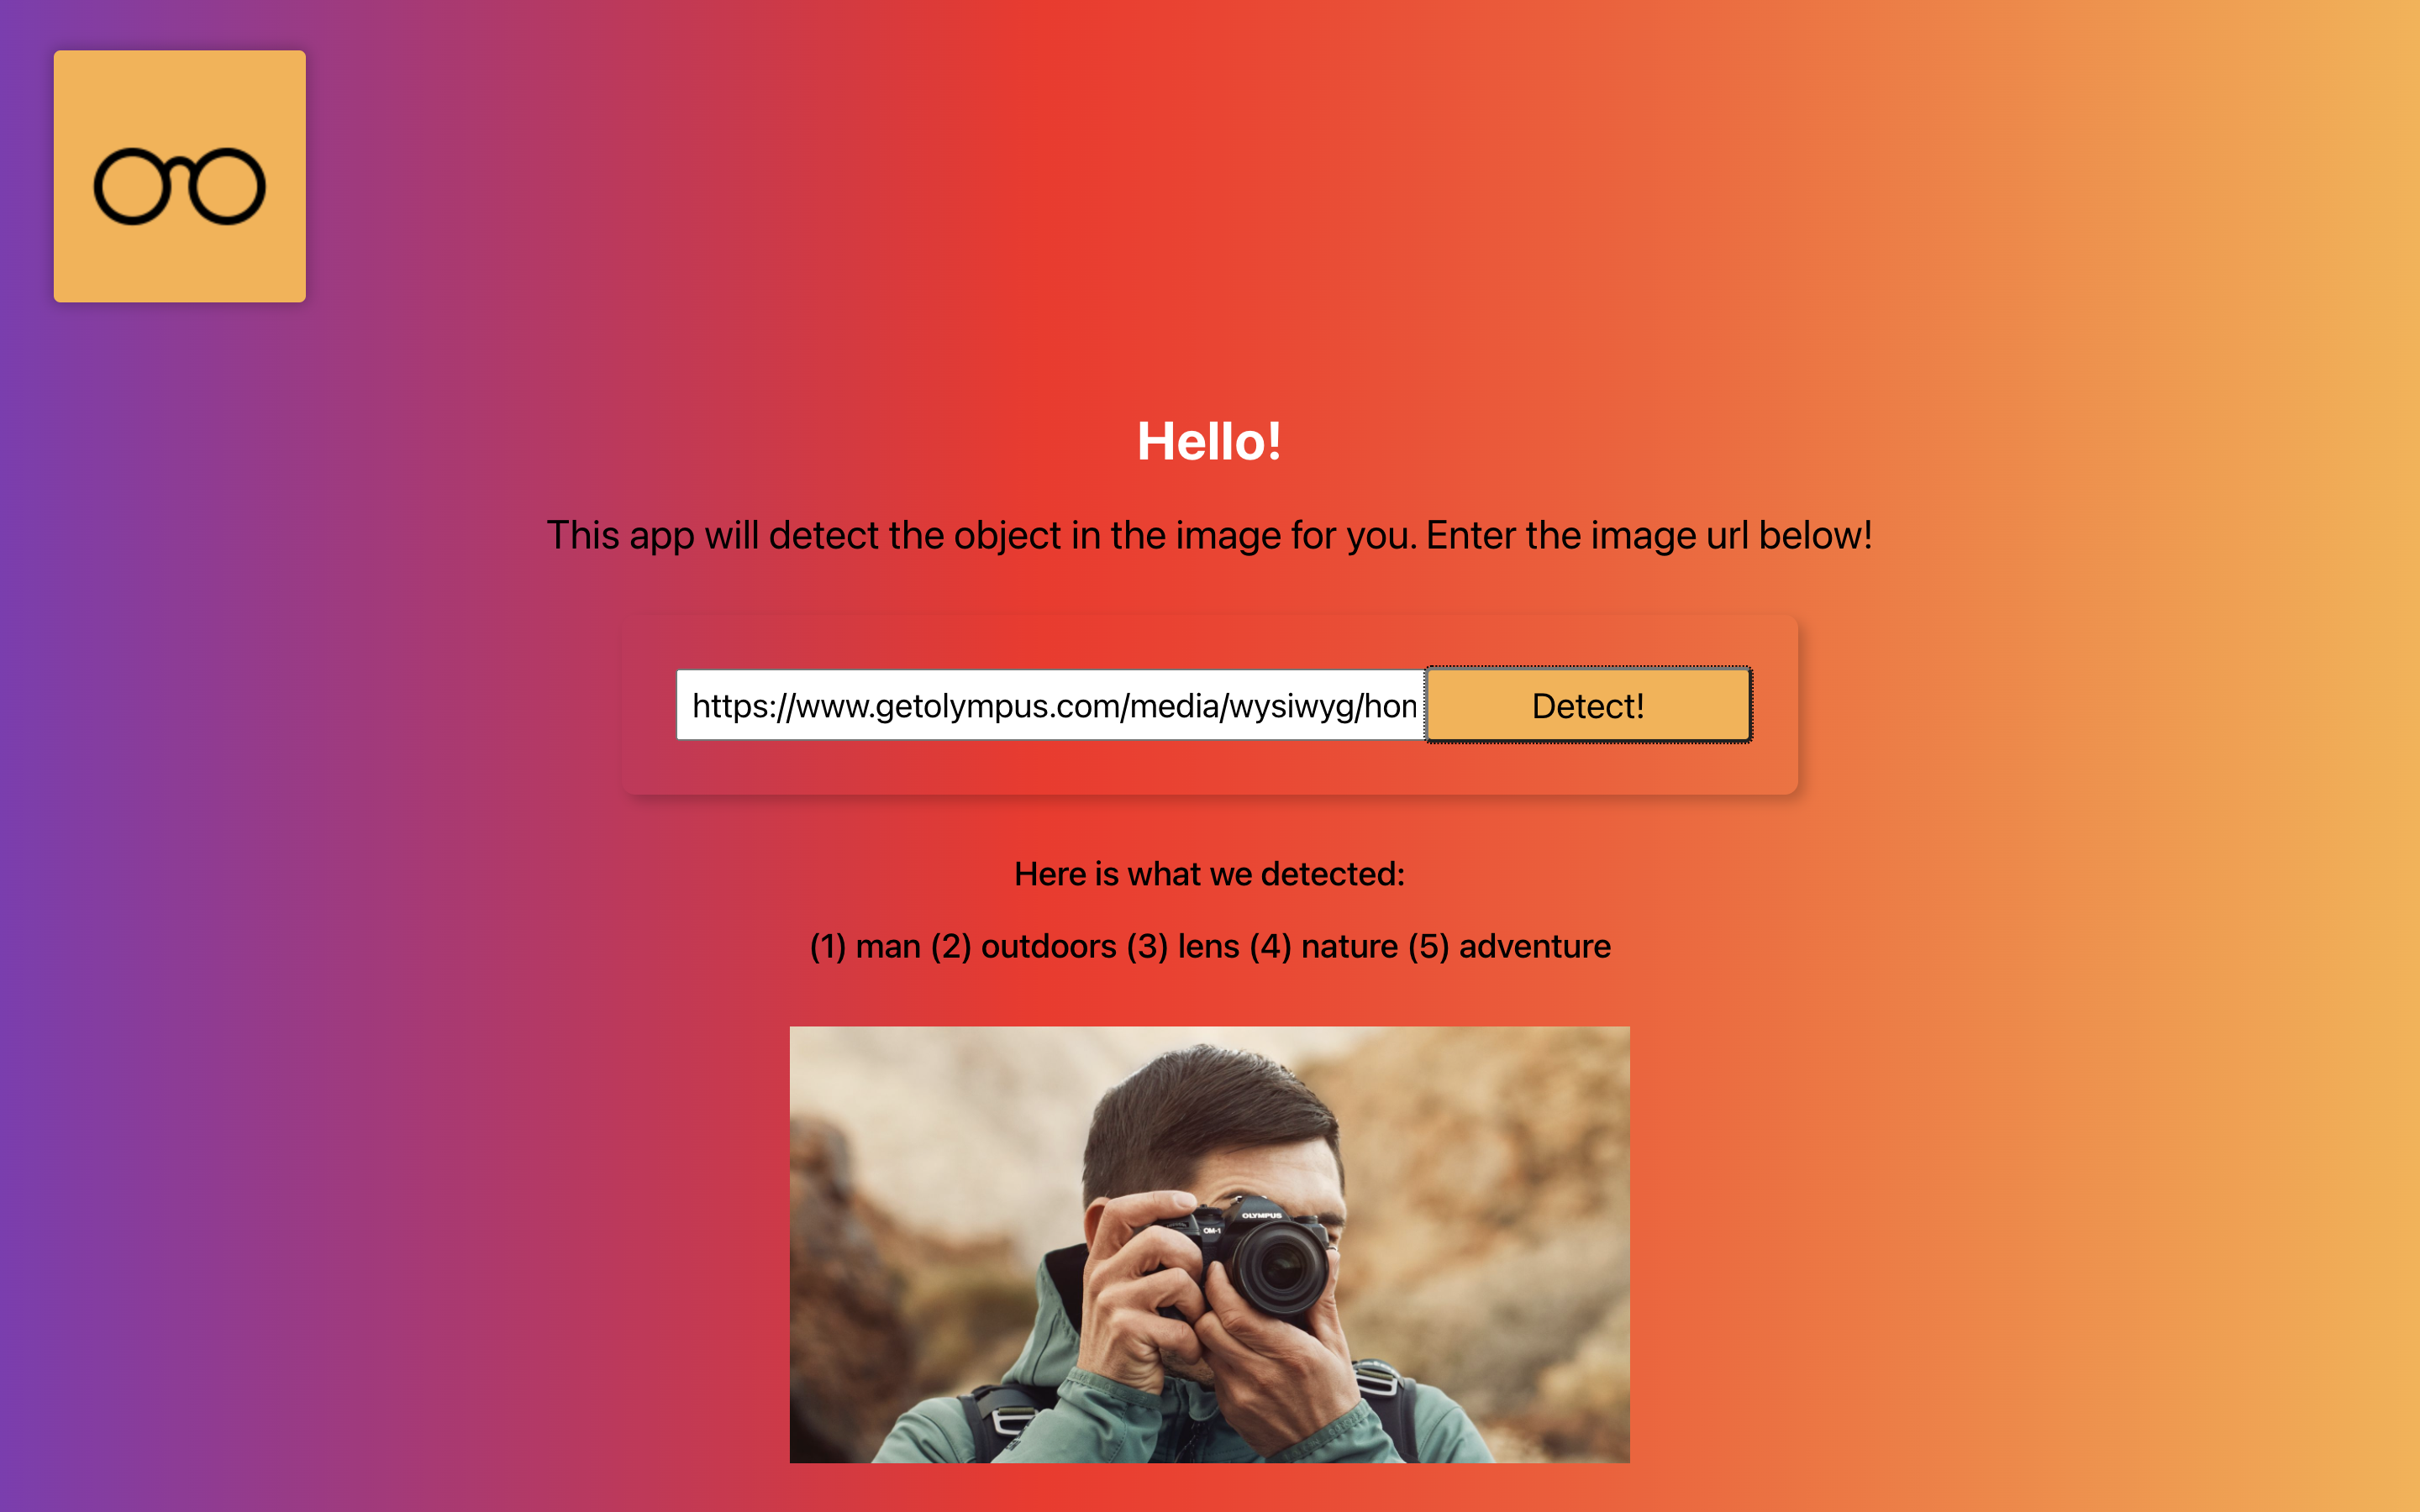 Hello!
This app will detect the object in the image for you. Enter the image url below!
https://www.getolympus.com/media/wysiwyg/hon
Detect!
Here is what we detected:
(1) man (2) outdoors (3) lens (4) nature (5) adventure
OLYMPUS
OM-1